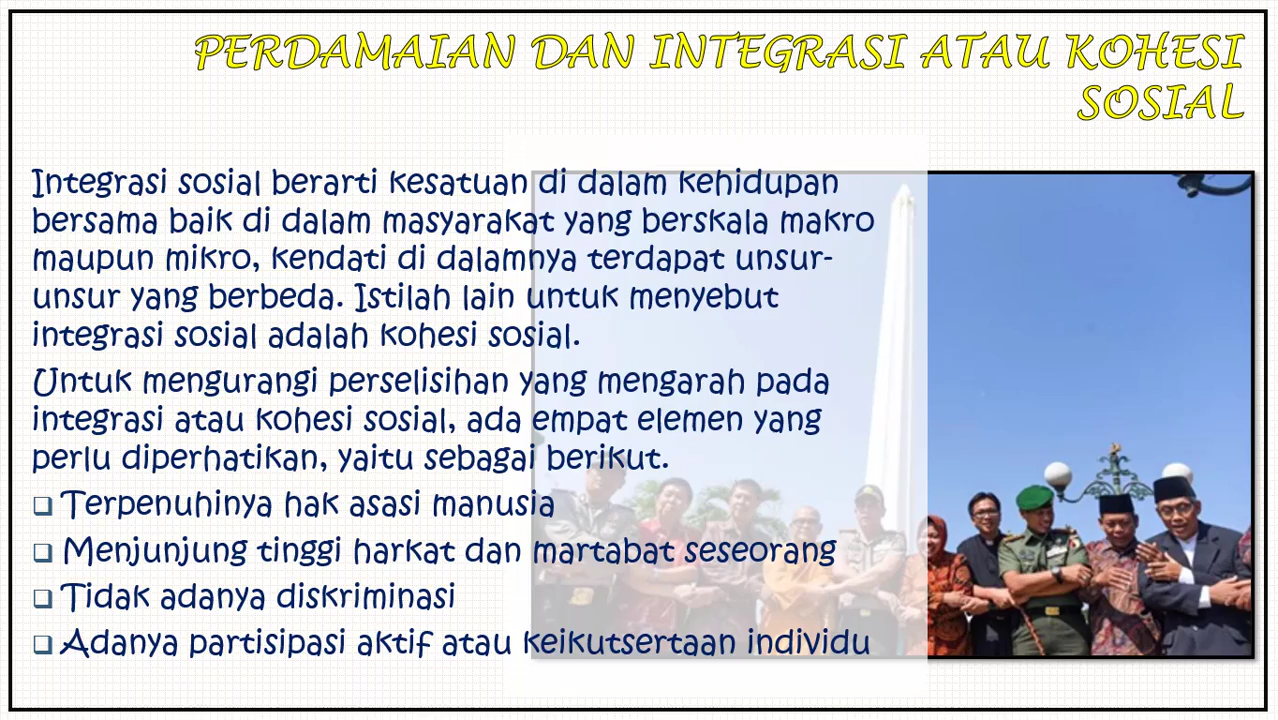 PERDAMAIAN DAN INTEGRASI ATAU KOHESI
SOSIAL
Integrasi sosial berarti kesatuan di dalam kehidupan
bersama baik di dalam masyarakat yang berskala makro
maupun mikro, kendati di dalamnya terdapat unsur-
unsur yang berbeda. Istilah lain untuk menyebut
integrasi sosial adalah kohesi sosial.
Untuk mengurangi perselisihan yang mengarah pada
integrasi atau kohesi sosial, ada empat elemen yang
perlu diperhatikan, yaitu sebagai berikut.
❑ Terpenuhinya hak asasi manusia
❑ Menjunjung tinggi harkat dan martabat seseorang
❑ Tidak adanya diskriminasi
❑ Adanya partisipasi aktif atau keikutsertaan individu